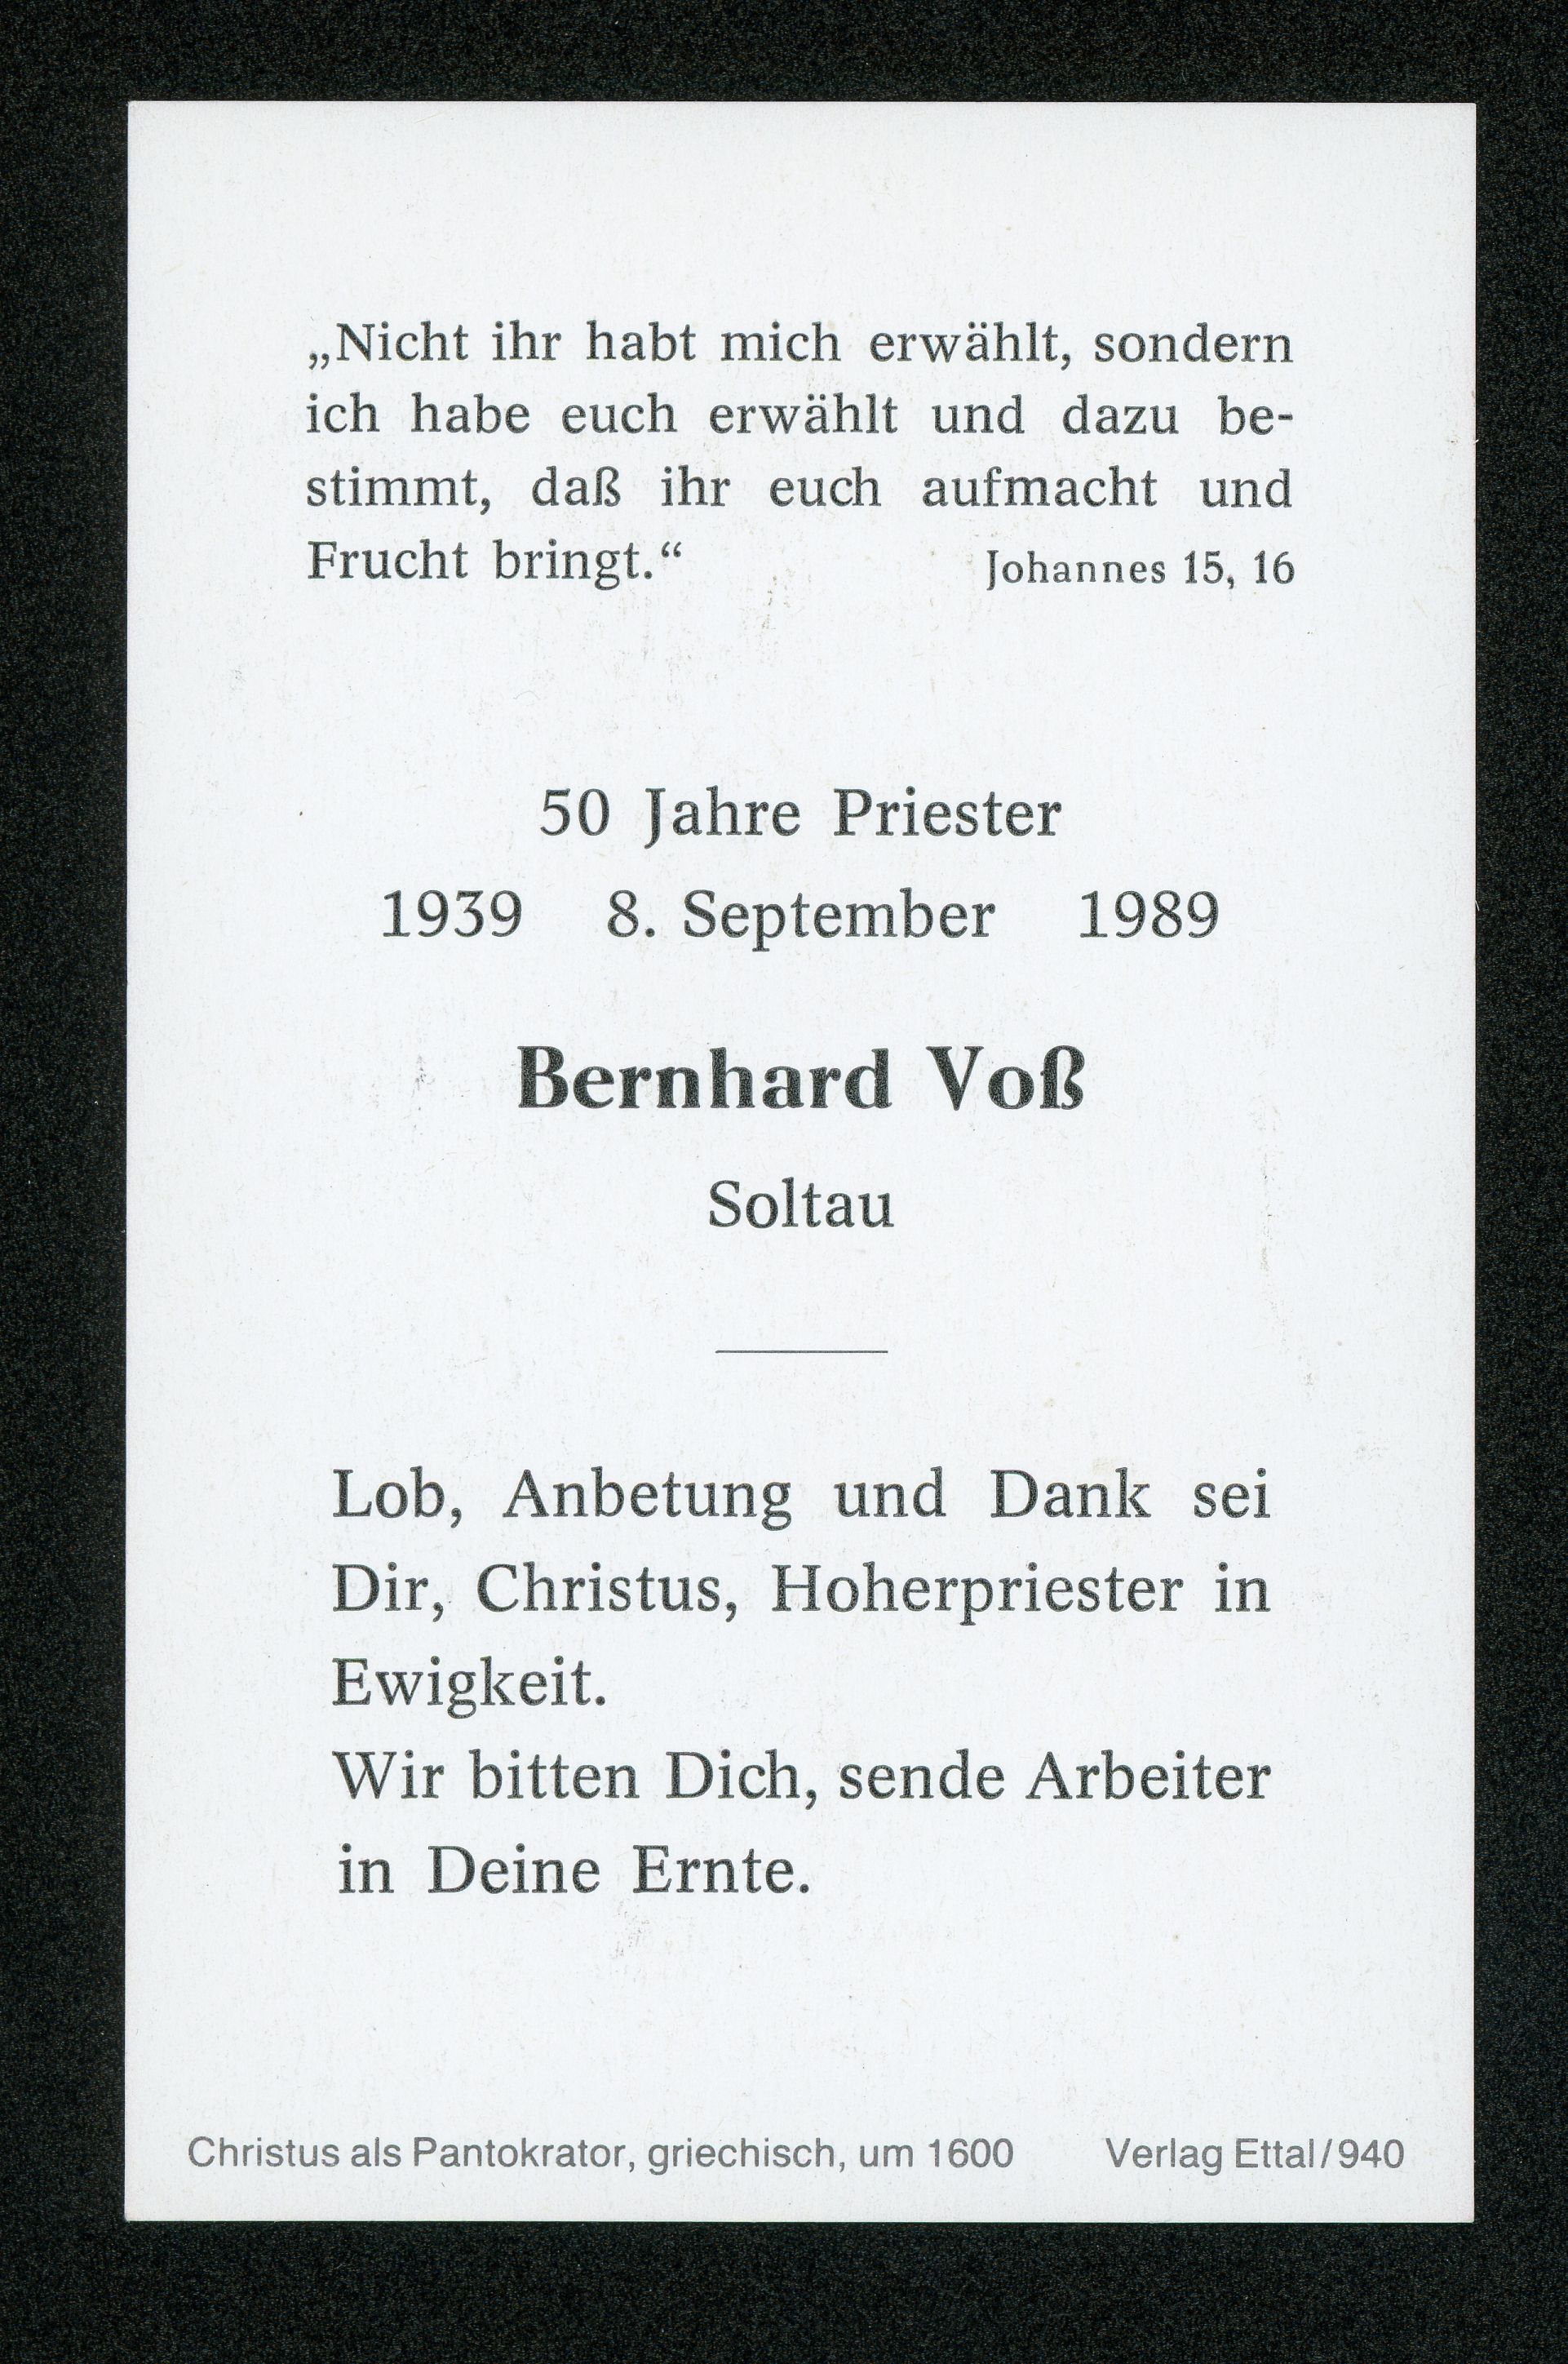 „Nicht ihr habt mich erwählt, sondern
ich habe euch erwählt und dazu be-
stimmt, daß ihr euch aufmacht und
Frucht bringt.“ Johannes 15, 16
50 Jahre Priester
1939 8. September 1989
Bernhard Voß
Soltau
Lob, Anbetung und Dank sei
Dir, Christus, Hoherpriester in
Ewigkeit.
Wir bitten Dich, sende Arbeiter
in Deine Ernte.
Christus als Pantokrator, griechisch, um 1600 Verlag Ettal/940